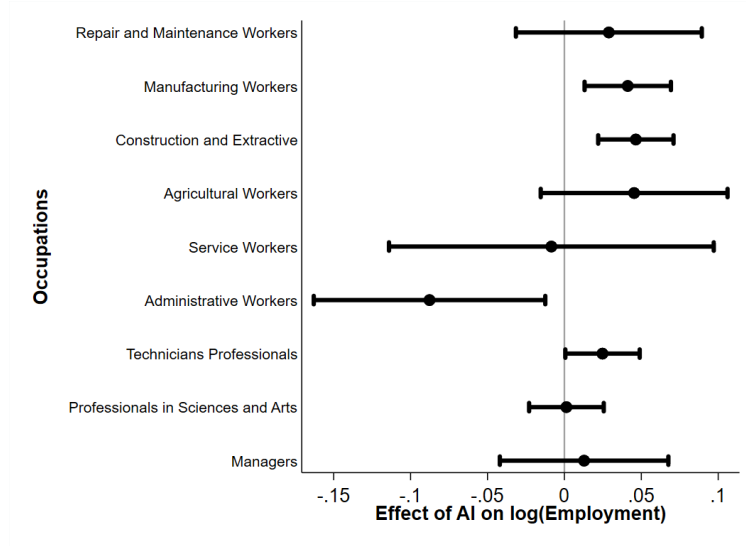 Repair and Maintenance Workers
Manufacturing Workers
Construction and Extractive
Agricultural Workers
Service Workers
Administrative Workers
Technicians Professionals
Professionals in Sciences and Arts
Managers
Occupations
-.15 -.1 -.05 0 .05 .1
Effect of AI on log(Employment)